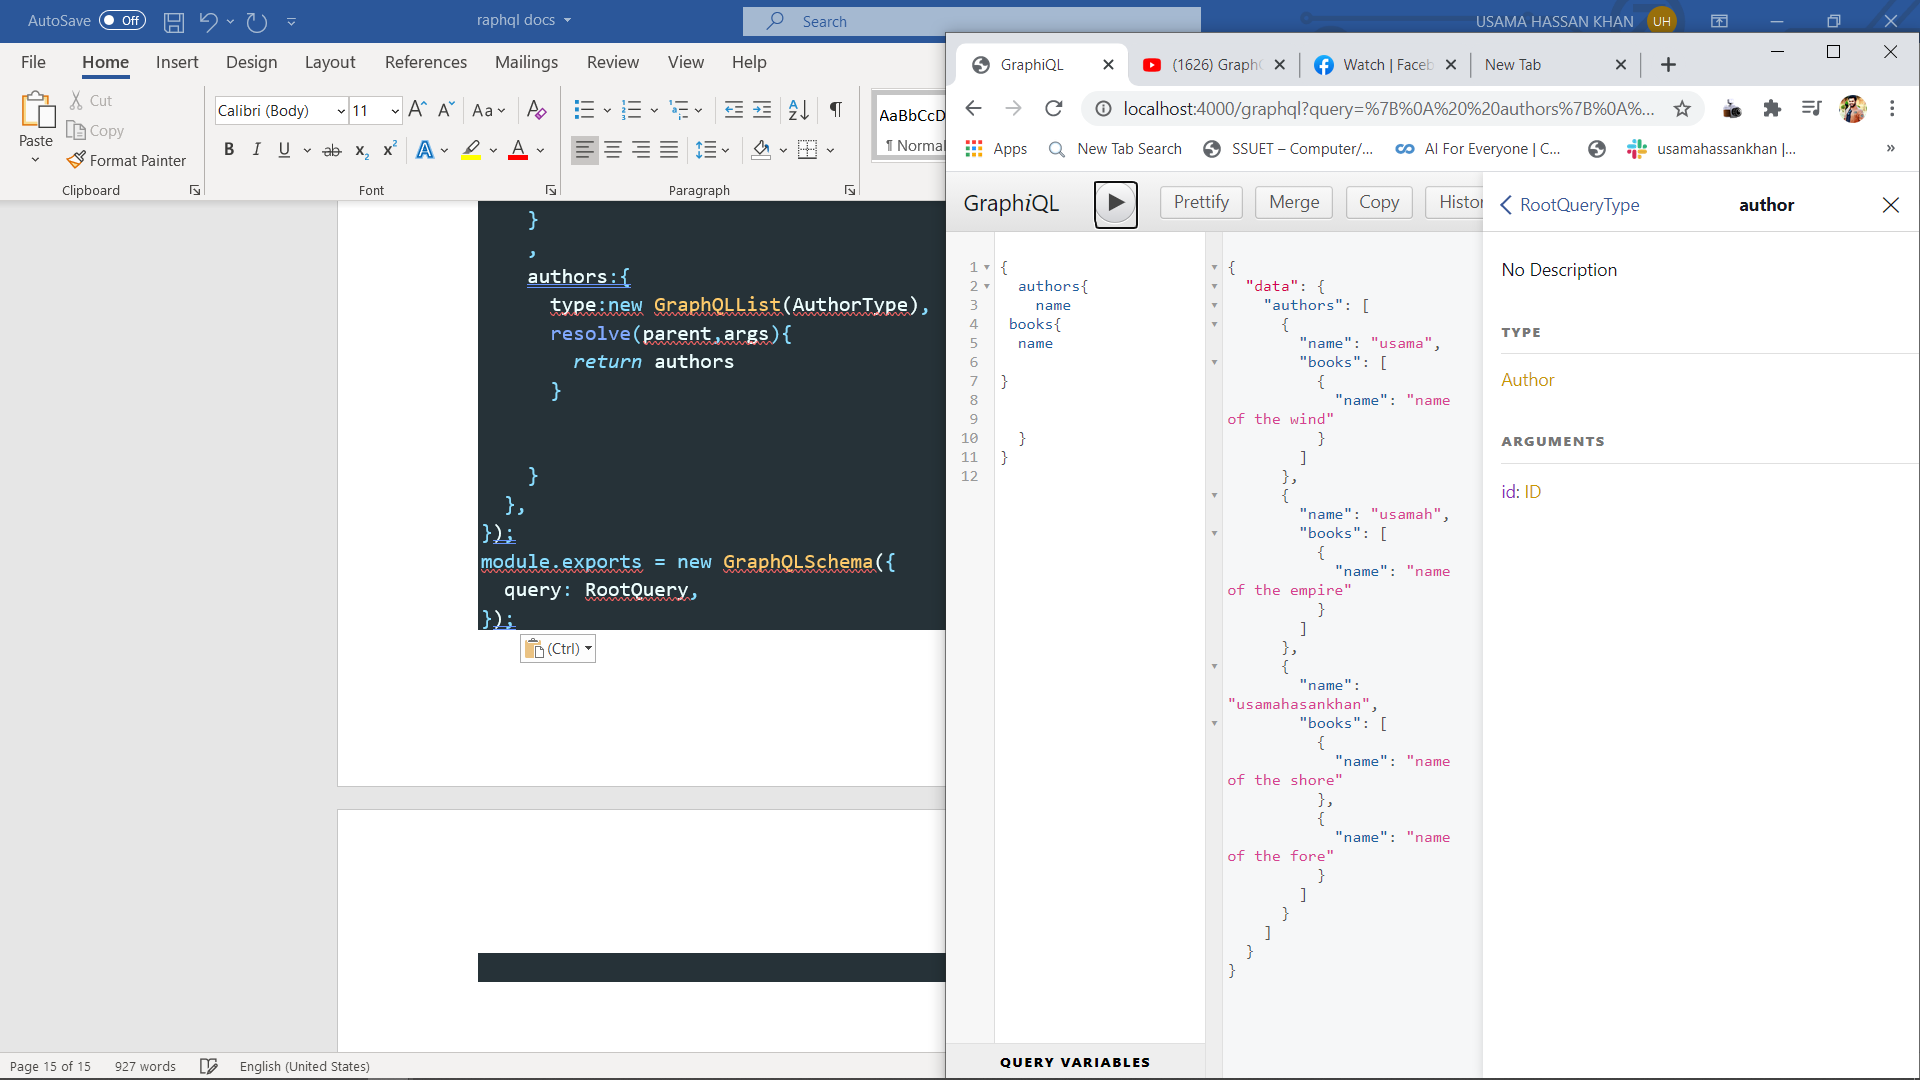 AutoSave Off
raphql docs
Search
USAMA HASSAN KHAN UH
File Home Insert Design Layout References Mailings Review View Help
Paste
Cut
Copy
Format Painter
Clipboard
Calibri (Body) 11
Aa
B I U ab x2 x2 A A
Font
Paragraph
AaBbCcD
¶ Normal
}
,
authors:{
type:new GraphQLList(AuthorType),
resolve(parent,args){
return authors
}
}
},
});
module.exports = new GraphQLSchema({
query: RootQuery,
});
(Ctrl)
Page 15 of 15 927 words English (United States)
GraphiQL
(1626) Graph
Watch | Faceb
New Tab
localhost:4000/graphql?query=%7B%0A%20%20authors%7B%0A%...
Apps
New Tab Search
SSUET – Computer/...
AI For Everyone | C...
usamahassankhan |...
»
GraphiQL
Prettify
Merge
Copy
Histor
1 {
2 authors{
3 name
4 books{
5 name
6
7 }
8
9
10 }
11 }
12
QUERY VARIABLES
{
"data": {
"authors": [
{
"name": "usama",
"books": [
{
"name": "name
of the wind"
}
]
},
{
"name": "usamah",
"books": [
{
"name": "name
of the empire"
}
]
},
{
"name":
"usamahasankhan",
"books": [
{
"name": "name
of the shore"
},
{
"name": "name
of the fore"
}
]
}
]
}
}
RootQueryType
author
No Description
TYPE
Author
ARGUMENTS
id: ID